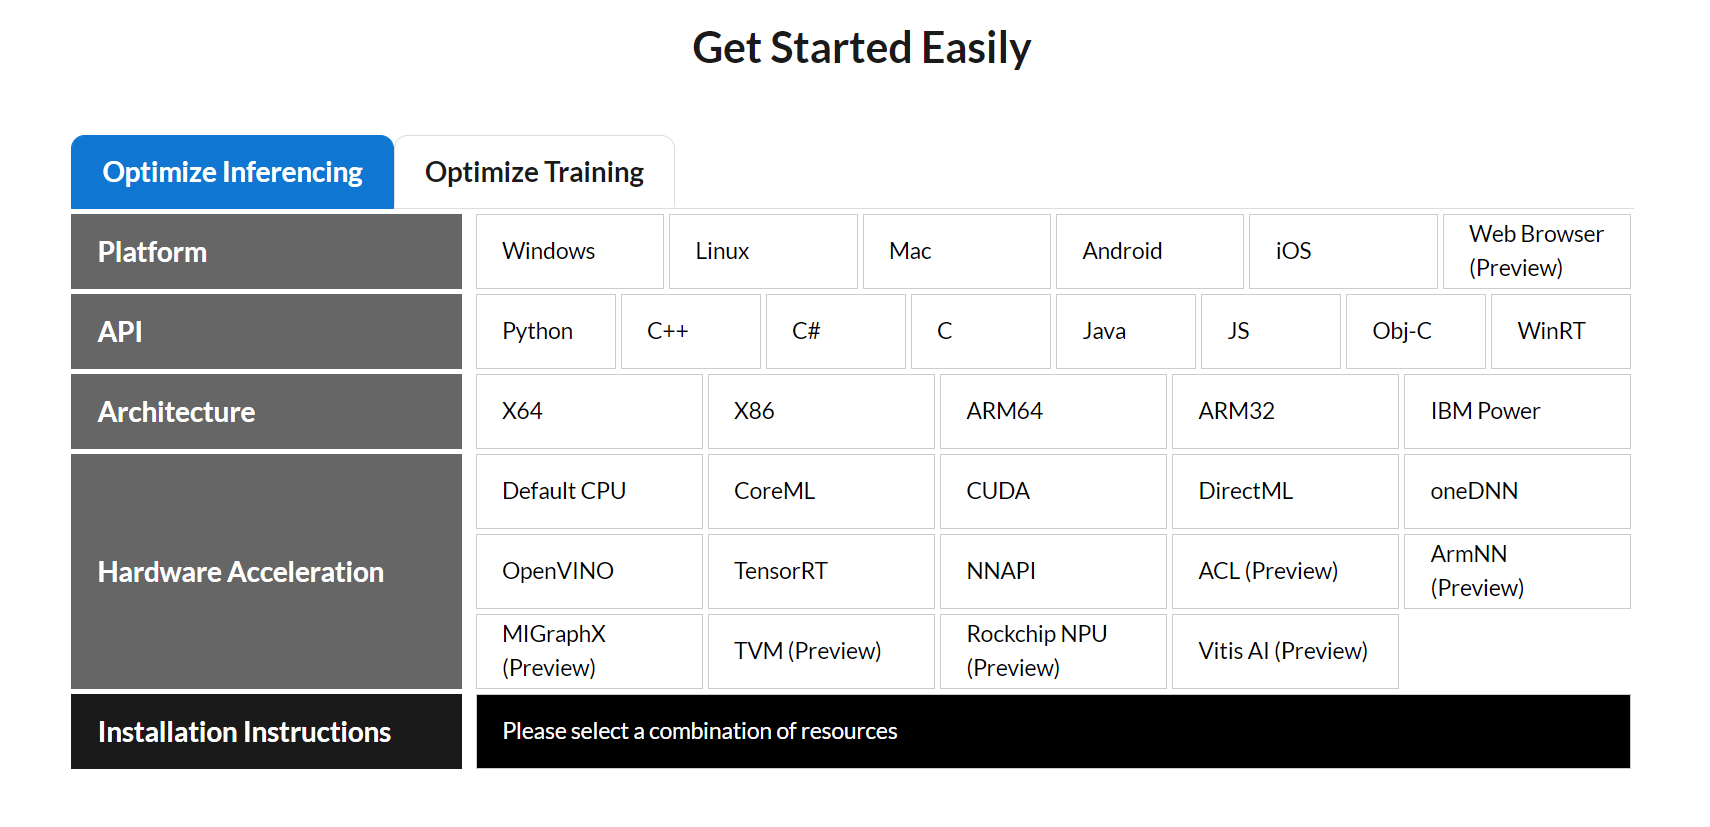 Get Started Easily
Optimize Inferencing
Optimize Training
Platform
Windows
Linux
Mac
Android
iOS
Web Browser
(Preview)
API
Python
C++
C#
C
Java
JS
Obj-C
WinRT
Architecture
X64
X86
ARM64
ARM32
IBM Power
Hardware Acceleration
Default CPU
CoreML
CUDA
DirectML
oneDNN
OpenVINO
TensorRT
NNAPI
ACL (Preview)
ArmNN
(Preview)
MIGraphX
(Preview)
TVM (Preview)
Rockchip NPU
(Preview)
Vitis AI (Preview)
Installation Instructions
Please select a combination of resources